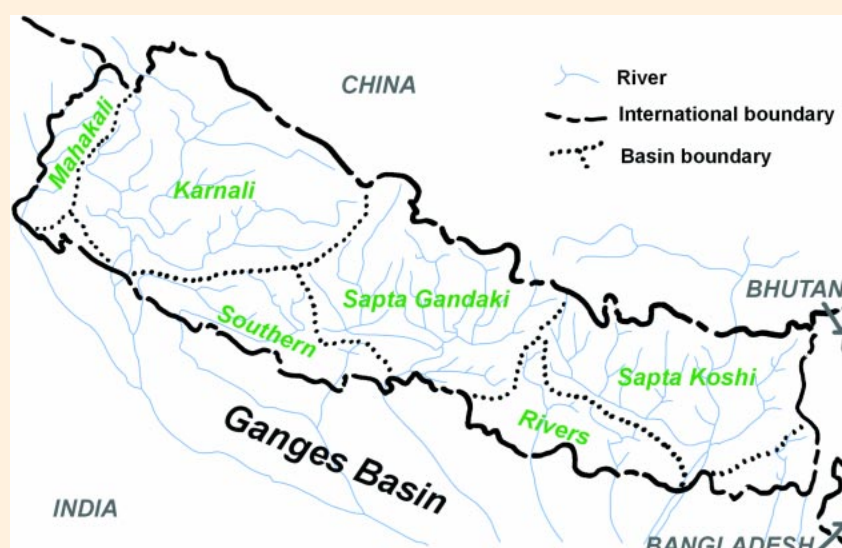 CHINA
River
International boundary
Basin boundary
Mahakali
Karnali
Sapta Gandaki
BHUTAN
Southern
Sapta Koshi
Rivers
Ganges Basin
INDIA
BANGLADESH